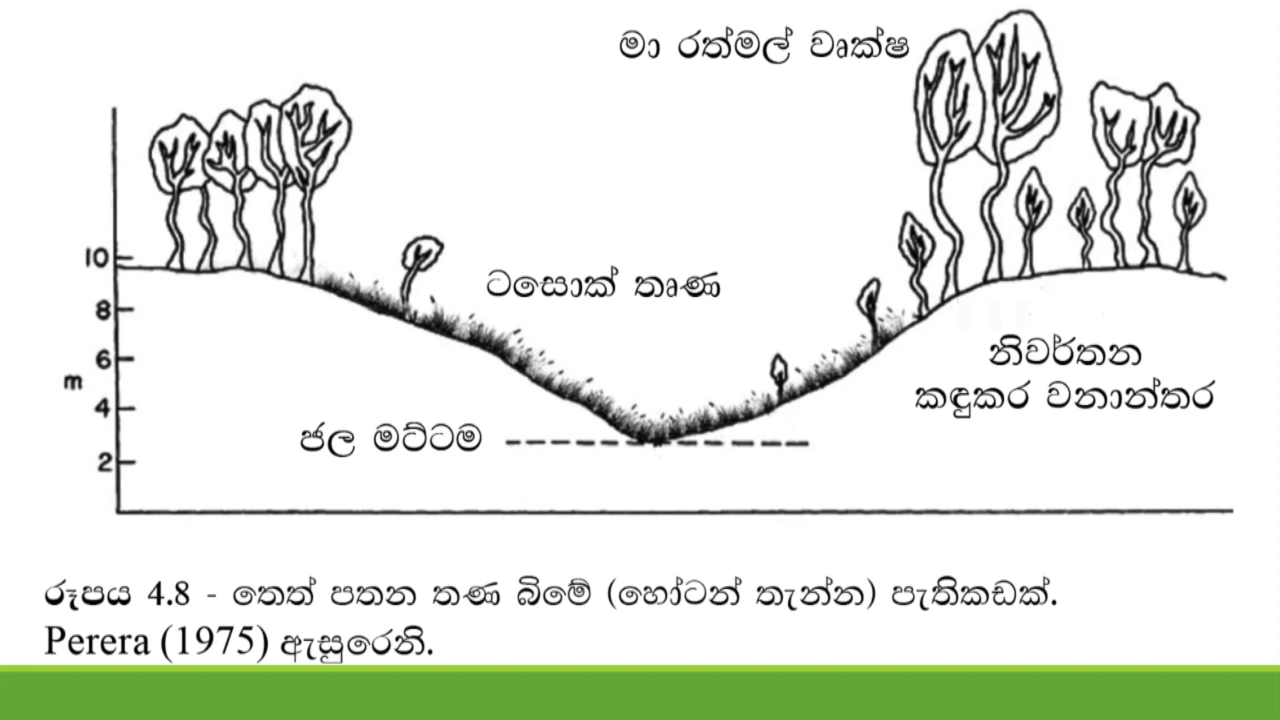 මා රත්මල් වෘක්ෂ
10
ටසොක් තෘණ
8
නිවර්තන
6
m
කඳුකර වනාන්තර
4
ජල මට්ටම
2
රූපය 4.8 - තෙත් පතන තණ බිමේ (හෝටන් තැන්න) පැතිකඩක්.
Perera (1975) ඇසුරෙනි.